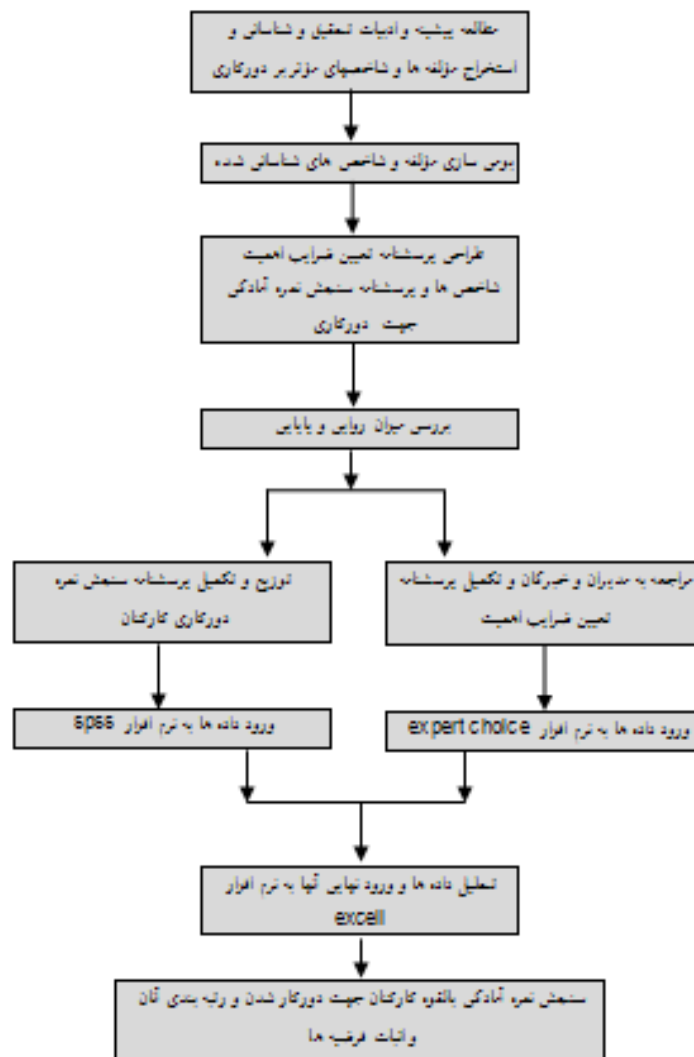 مطالعه پیشینه و ادبیات تحقیق و شناسائی و
استخراج مؤلفه ها و شاخصهای مؤثر بر دورکاری
بومی سازی مؤلفه و شاخص های شناسائی شده
طراحی پرسشنامه تعیین ضرایب اهمیت
شاخص ها و پرسشنامه سنجش نمره آمادگی
جهت دورکاری
بررسی میزان روایی و پایایی
مراجعه به مدیران و خبرگان و تکمیل پرسشنامه
تعیین ضرایب اهمیت
توزیع و تکمیل پرسشنامه سنجش نمره
دورکاری کارکنان
ورود داده ها به نرم افزار expert choice
ورود داده ها به نرم افزار spss
تحلیل داده ها و ورود نهایی آنها به نرم افزار
excell
سنجش نمره آمادگی بالقوه کارکنان جهت دورکار شدن و رتبه بندی آنان
و اثبات فرضیه ها